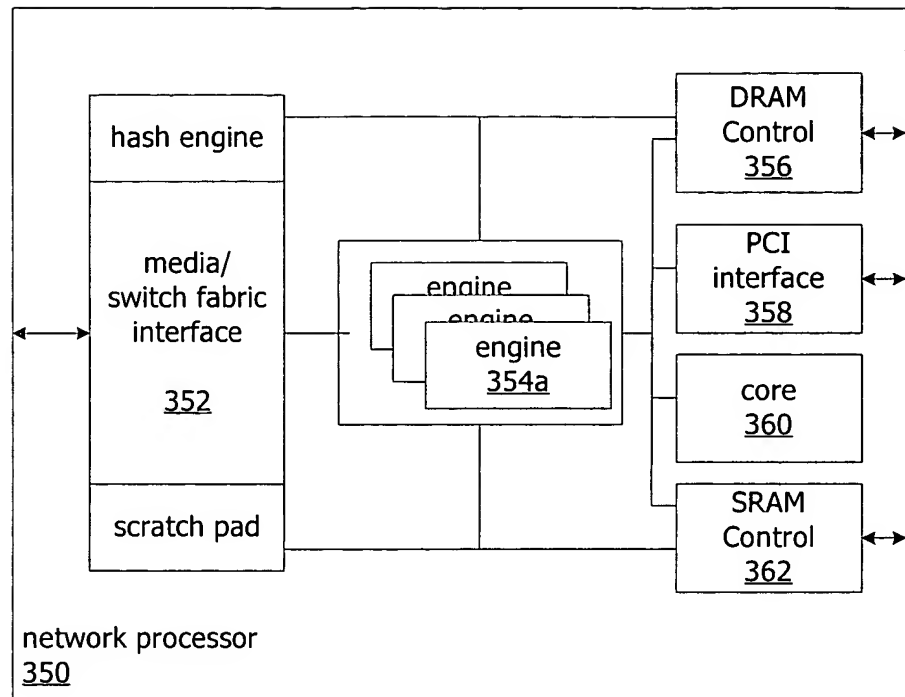 hash engine
media/
switch fabric
interface
352
scratch pad
engine
engine
engine
354a
DRAM
Control
356
PCI
interface
358
core
360
SRAM
Control
362
network processor
350